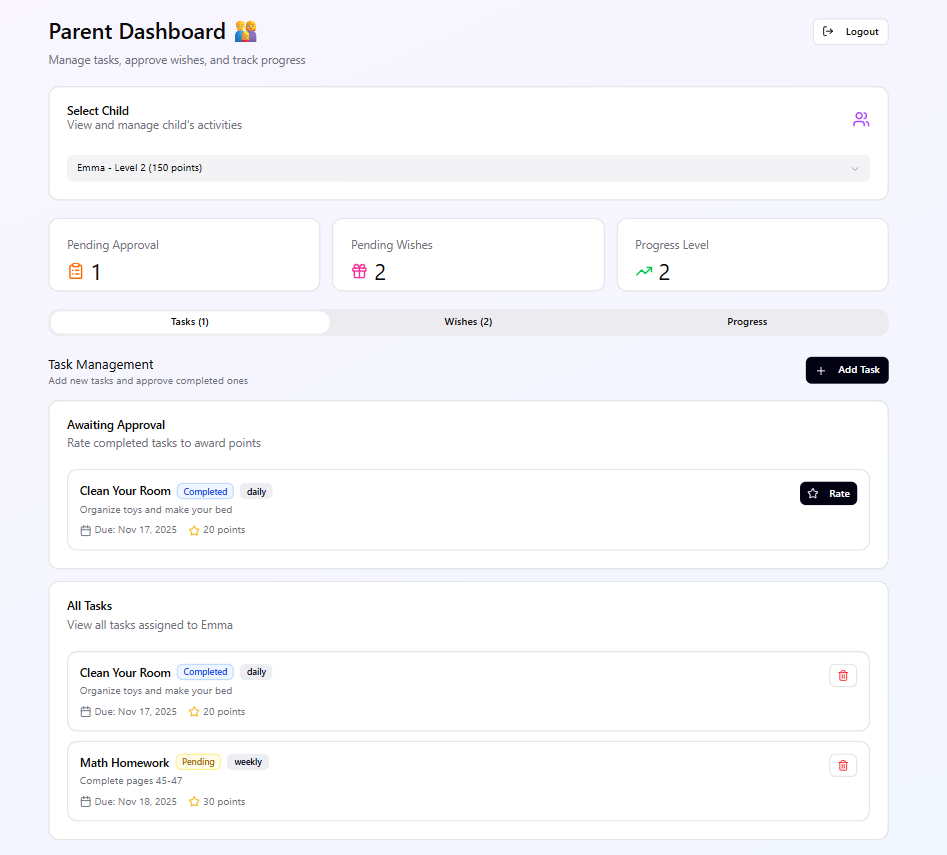 Parent Dashboard
Logout
Manage tasks, approve wishes, and track progress
Select Child
View and manage child's activities
Emma - Level 2 (150 points)
Pending Approval
1
Pending Wishes
2
Progress Level
2
Tasks (1)
Wishes (2)
Progress
Task Management
Add new tasks and approve completed ones
Add Task
Awaiting Approval
Rate completed tasks to award points
Clean Your Room Completed daily
Rate
Organize toys and make your bed
Due: Nov 17, 2025 20 points
All Tasks
View all tasks assigned to Emma
Clean Your Room Completed daily
Organize toys and make your bed
Due: Nov 17, 2025 20 points
Math Homework Pending weekly
Complete pages 45-47
Due: Nov 18, 2025 30 points